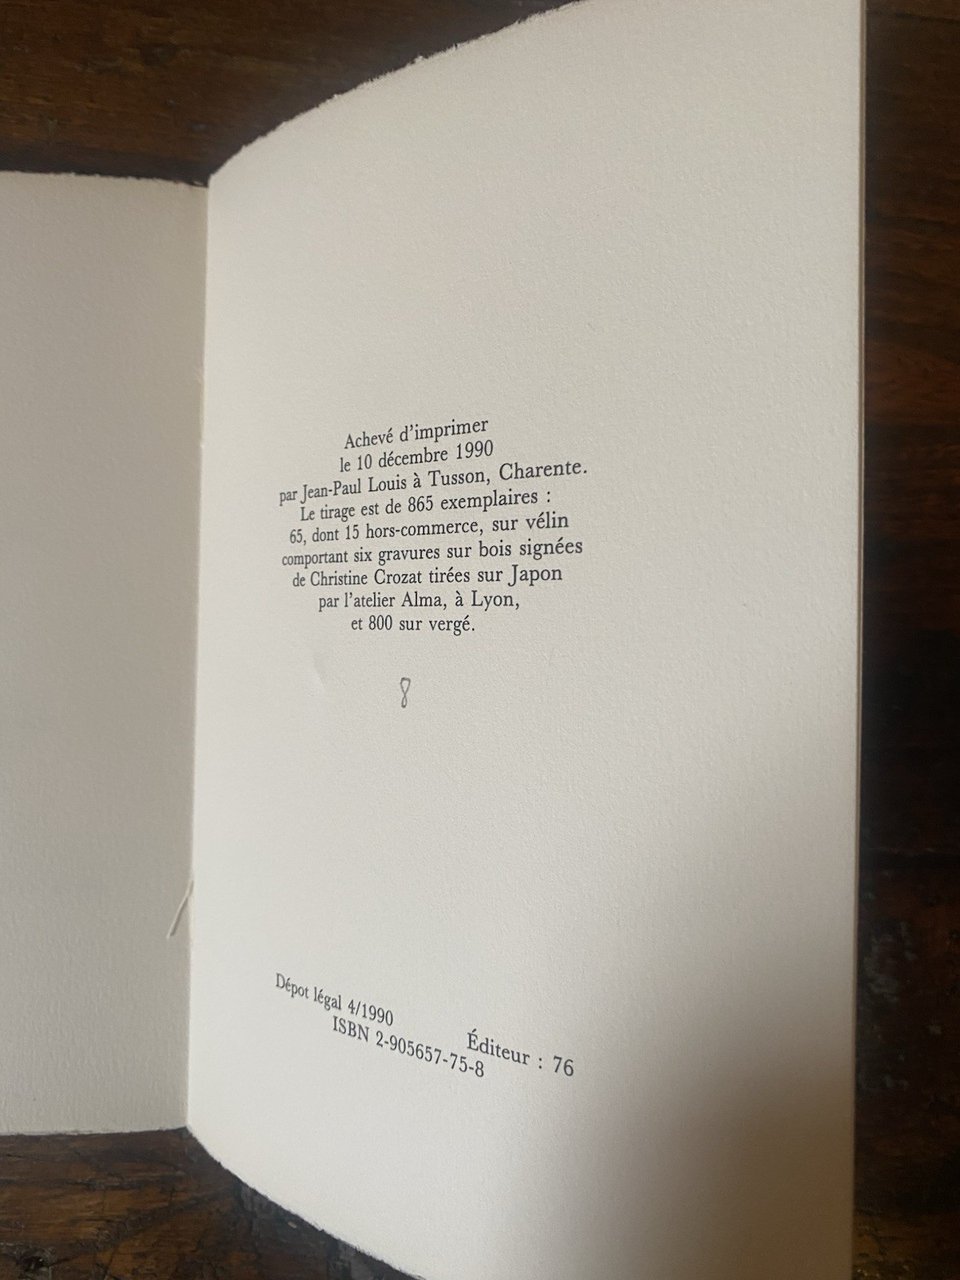 Achevé d'imprimer
le 10 décembre 1990
par Jean-Paul Louis à Tusson, Charente.
Le tirage est de 865 exemplaires :
65, dont 15 hors-commerce, sur vélin
comportant six gravures sur bois signées
de Christine Crozat tirées sur Japon
par l'atelier Alma, à Lyon,
et 800 sur vergé.
8
Dépot légal 4/1990 Éditeur : 76
ISBN 2-905657-75-8